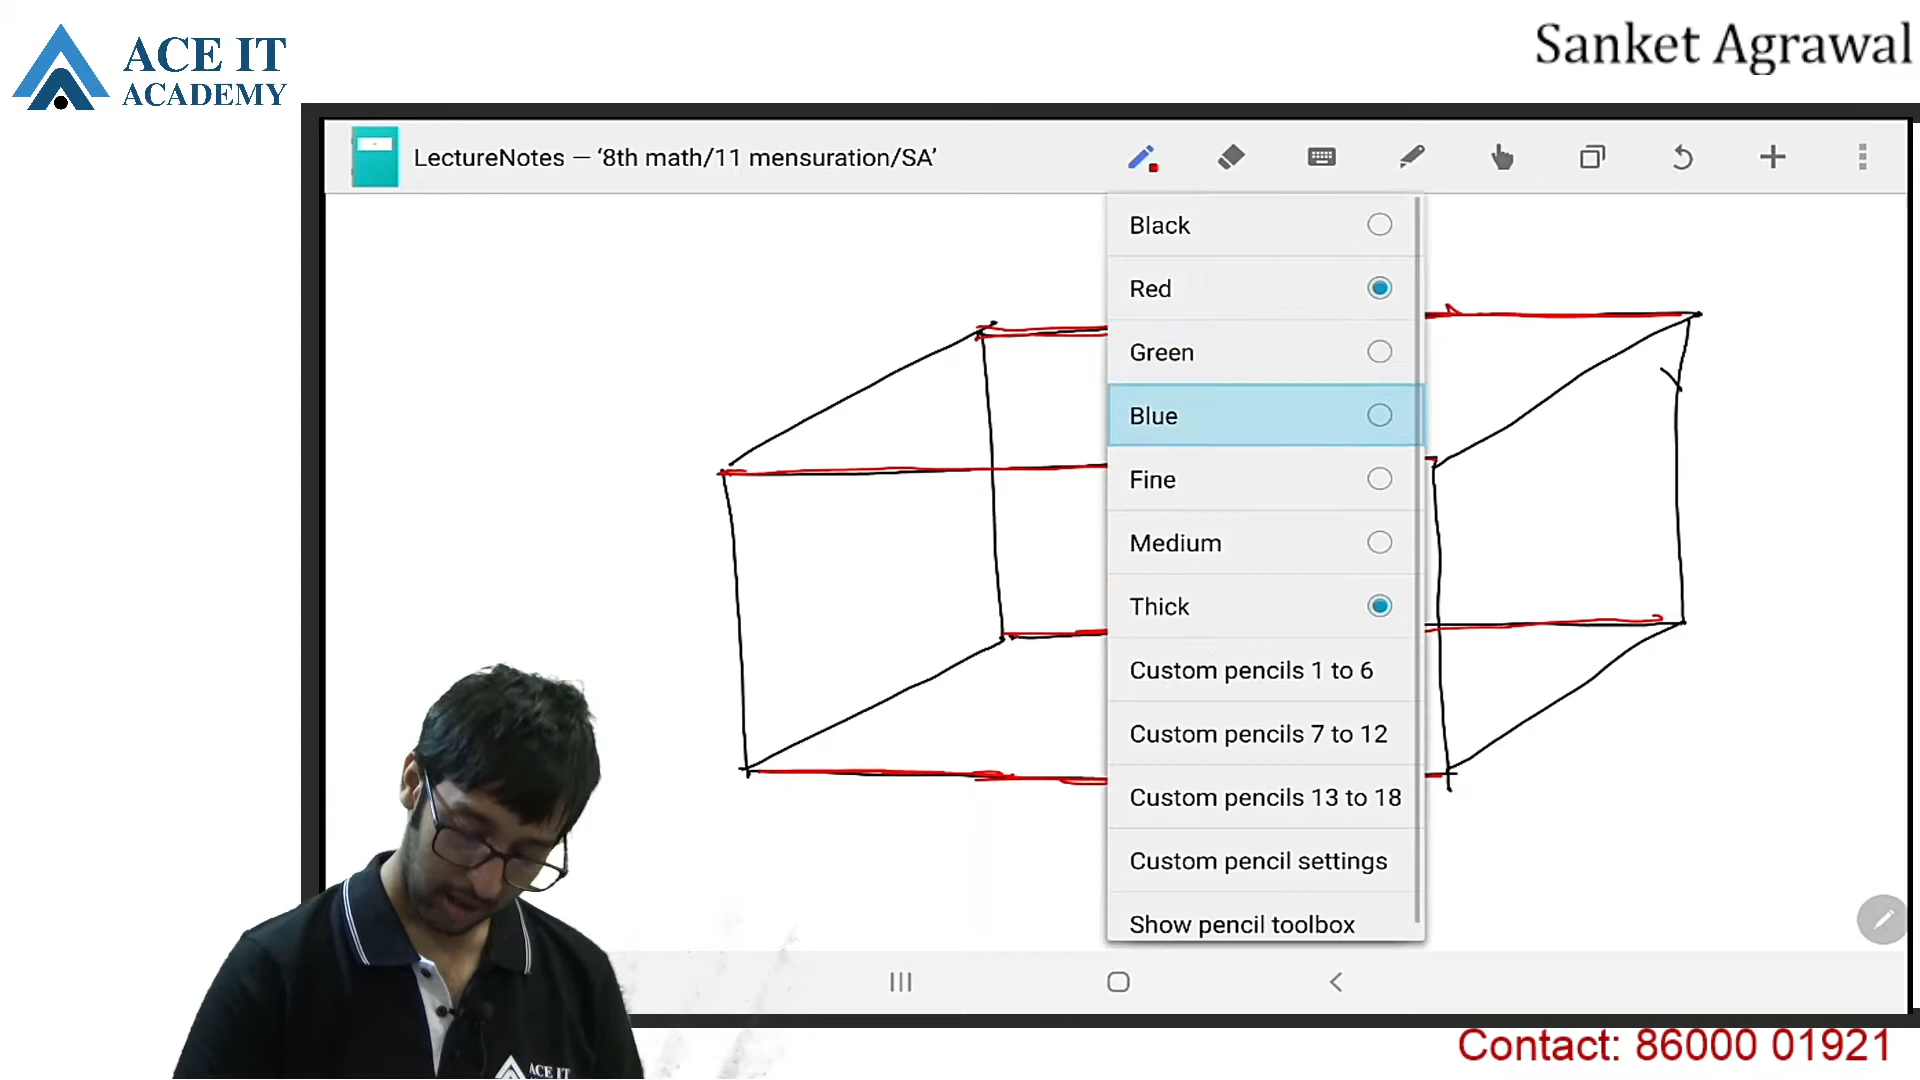 ACE IT
ACADEMY
Sanket Agrawal
LectureNotes — ‘8th math/11 mensuration/SA’
Black
Red
Green
Blue
Fine
Medium
Thick
Custom pencils 1 to 6
Custom pencils 7 to 12
Custom pencils 13 to 18
Custom pencil settings
Show pencil toolbox
ACE IT
Contact: 86000 01921